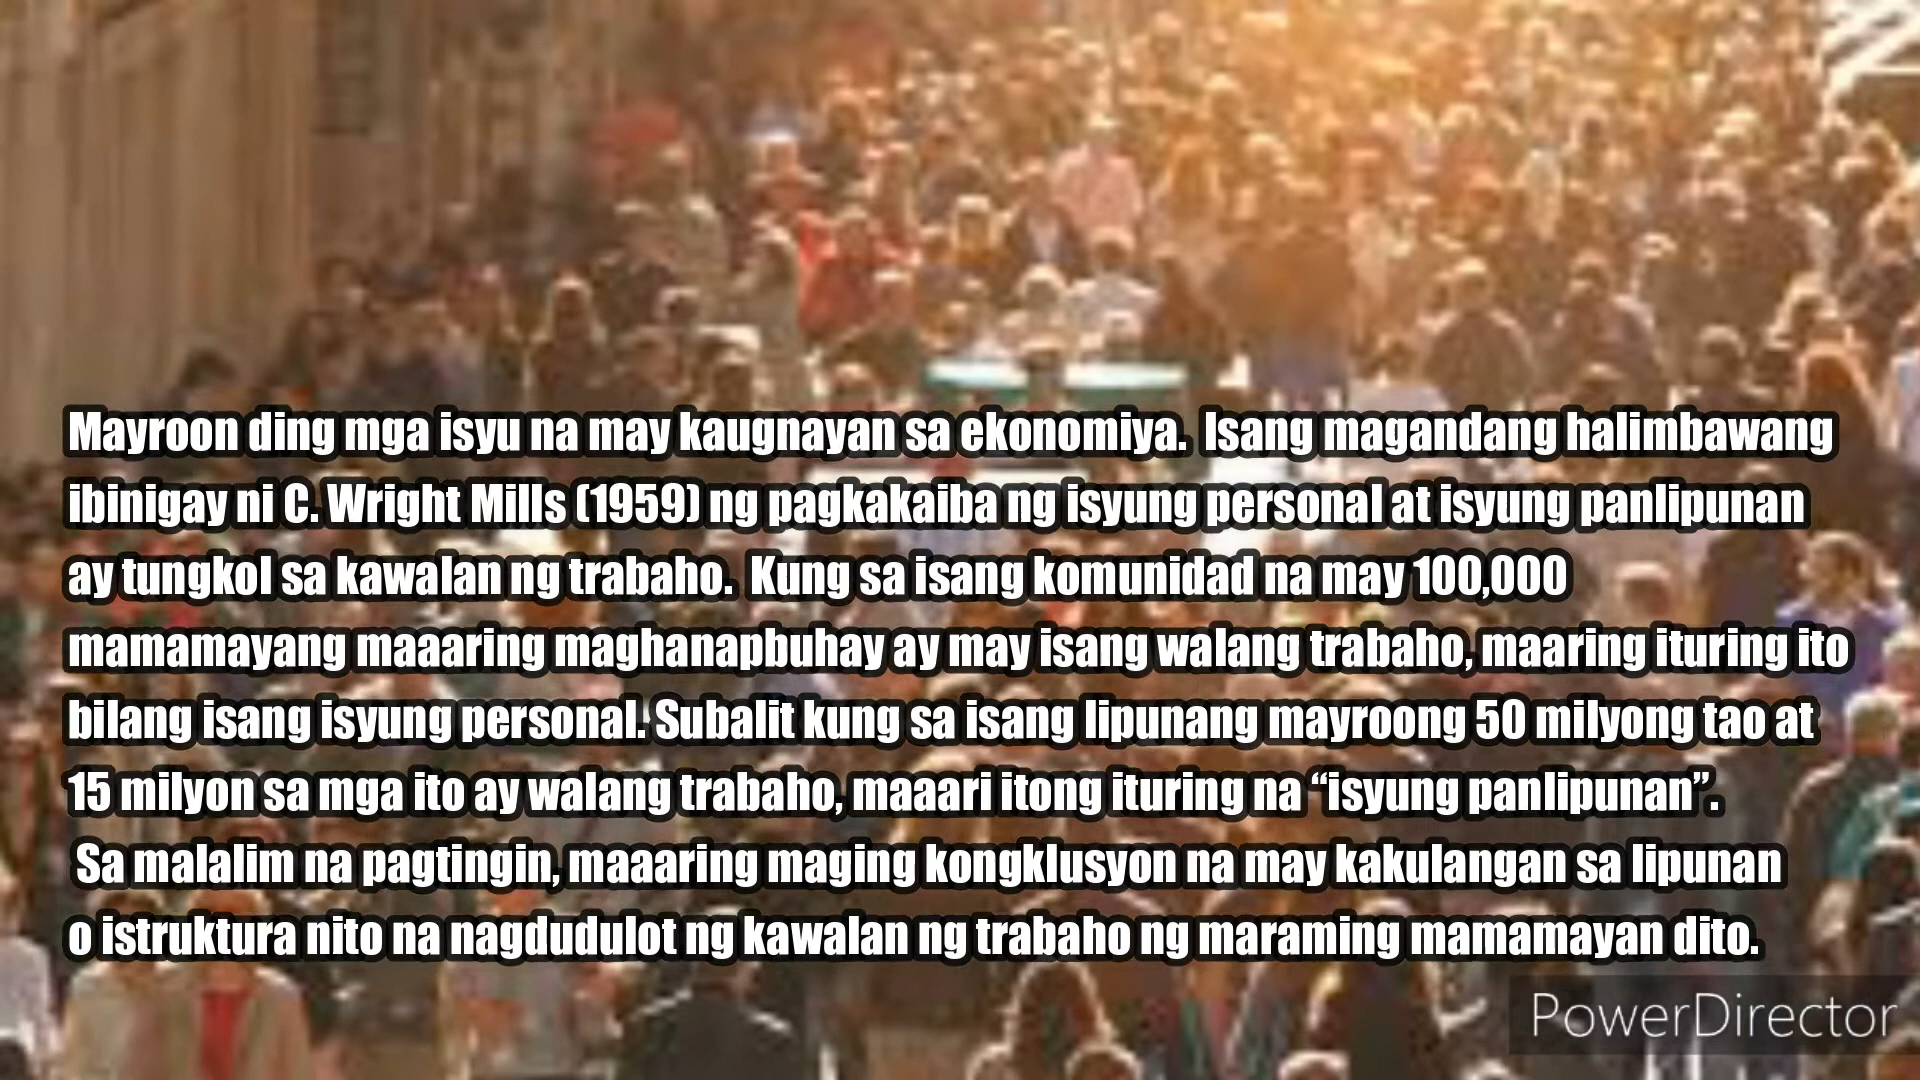 Mayroon ding mga isyu na may kaugnayan sa ekonomiya. Isang magandang halimbawang
ibinigay ni C. Wright Mills (1959) ng pagkakaiba ng isyung personal at isyung panlipunan
ay tungkol sa kawalan ng trabaho. Kung sa isang komunidad na may 100,000
mamamayang maaaring maghanapbuhay ay may isang walang trabaho, maaring ituring ito
bilang isang isyung personal. Subalit kung sa isang lipunang mayroong 50 milyong tao at
15 milyon sa mga ito ay walang trabaho, maaari itong ituring na “isyung panlipunan”.
Sa malalim na pagtingin, maaaring maging kongklusyon na may kakulangan sa lipunan
o istruktura nito na nagdudulot ng kawalan ng trabaho ng maraming mamamayan dito.
PowerDirector